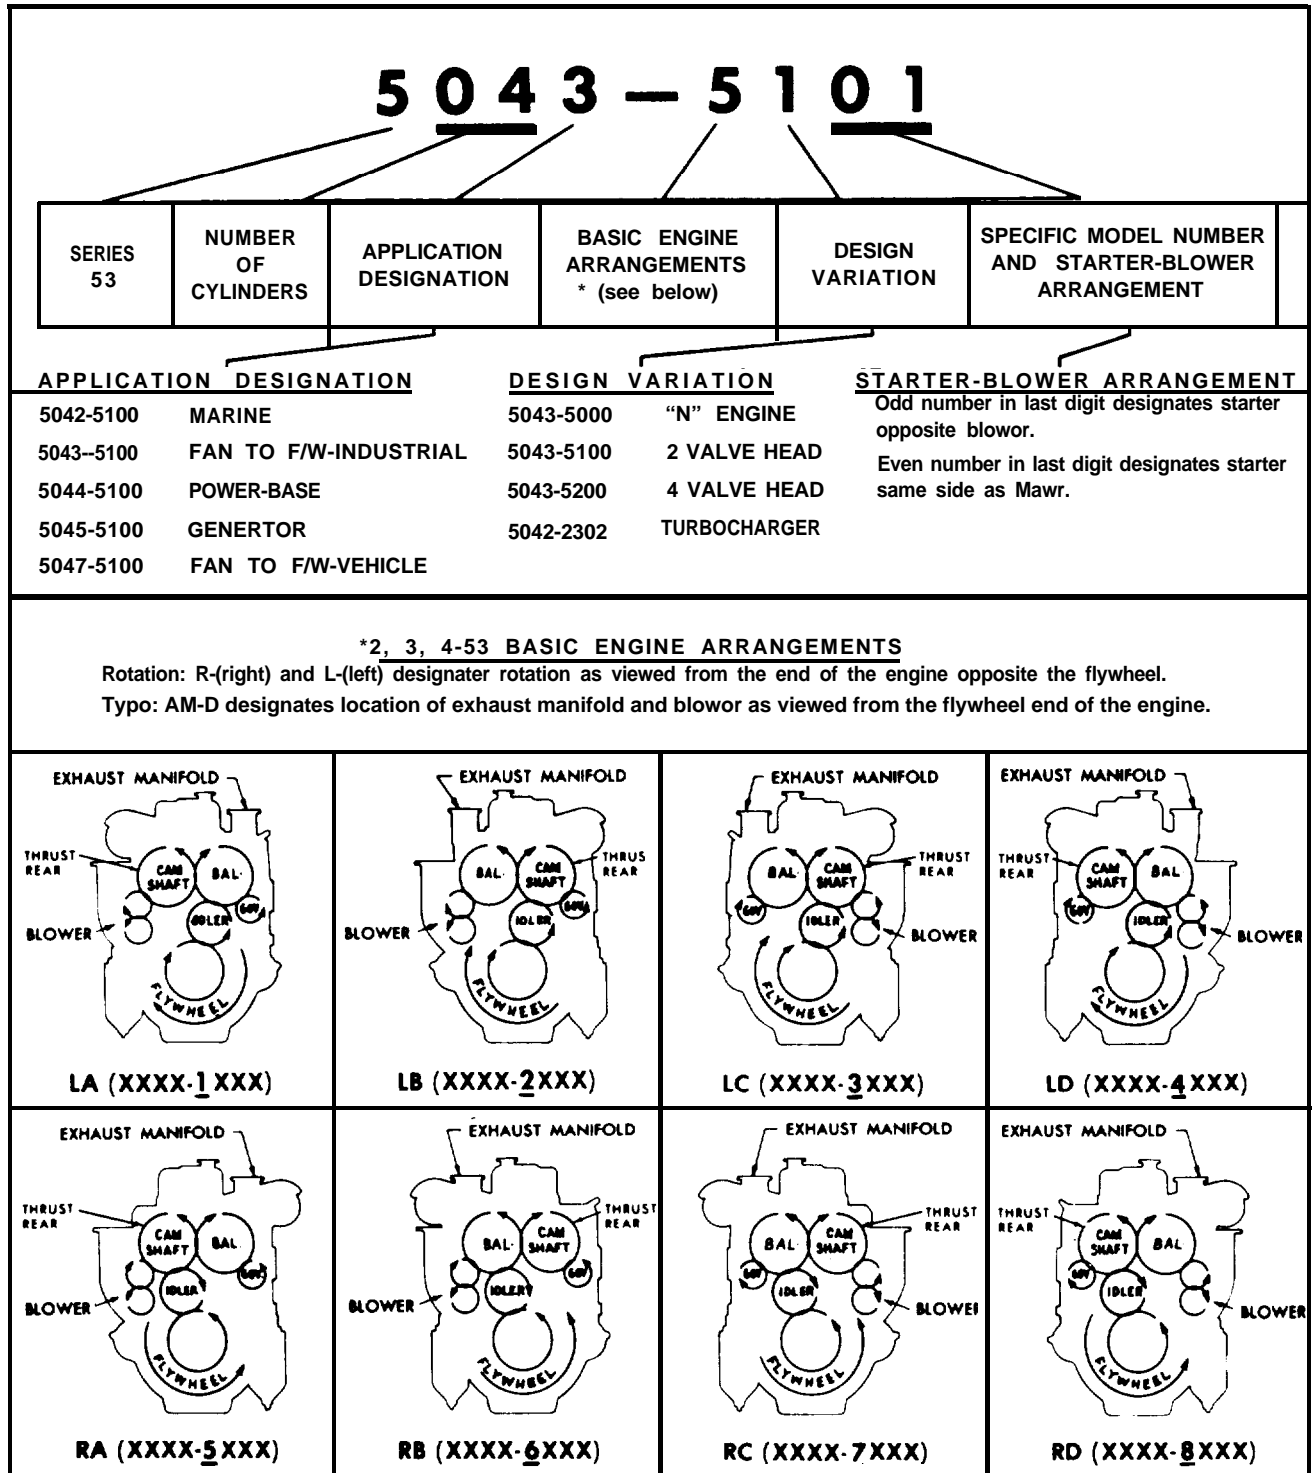 5043-5101
SERIES
53
NUMBER
OF
CYLINDERS
APPLICATION
DESIGNATION
BASIC ENGINE
ARRANGEMENTS
* (see below)
DESIGN
VARIATION
SPECIFIC MODEL NUMBER
AND STARTER-BLOWER
ARRANGEMENT
APPLICATION DESIGNATION
5042-5100 MARINE
5043--5100 FAN TO F/W-INDUSTRIAL
5044-5100 POWER-BASE
5045-5100 GENERTOR
5047-5100 FAN TO F/W-VEHICLE
DESIGN VARIATION
5043-5000 “N” ENGINE
5043-5100 2 VALVE HEAD
5043-5200 4 VALVE HEAD
5042-2302 TURBOCHARGER
STARTER-BLOWER ARRANGEMENT
Odd number in last digit designates starter
opposite blowor.
Even number in last digit designates starter
same side as Mawr.
*2, 3, 4-53 BASIC ENGINE ARRANGEMENTS
Rotation: R-(right) and L-(left) designater rotation as viewed from the end of the engine opposite the flywheel.
Typo: AM-D designates location of exhaust manifold and blowor as viewed from the flywheel end of the engine.
EXHAUST MANIFOLD
THRUST
REAR
CAM
SHAFT
BAL.
GOV
IDLER
BLOWER
FLYWHEEL
LA (XXXX-1XXX)
EXHAUST MANIFOLD
BAL.
CAM
SHAFT
THRUS
REAR
GOV
IDLER
BLOWER
FLYWHEEL
LB (XXXX-2XXX)
EXHAUST MANIFOLD
BAL.
CAM
SHAFT
THRUST
REAR
GOV
IDLER
BLOWER
FLYWHEEL
LC (XXXX-3XXX)
EXHAUST MANIFOLD
THRUST
REAR
CAM
SHAFT
BAL
GOV
IDLER
BLOWER
FLYWHEEL
LD (XXXX-4XXX)
EXHAUST MANIFOLD
THRUST
REAR
CAM
SHAFT
BAL.
GOV.
IDLER
BLOWER
FLYWHEEL
RA (XXXX-5XXX)
EXHAUST MANIFOLD
BAL.
CAM
SHAFT
THRUST
REAR
GOV
IDLER
BLOWER
FLYWHEEL
RB (XXXX-6XXX)
EXHAUST MANIFOLD
BAL
CAM
SHAFT
THRUST
REAR
GOV
IDLER
BLOWER
FLYWHEEL
RC (XXXX-7XXX)
EXHAUST MANIFOLD
THRUST
REAR
CAM
SHAFT
BAL
GOV
IDLER
BLOWER
FLYWHEEL
RD (XXXX-8XXX)